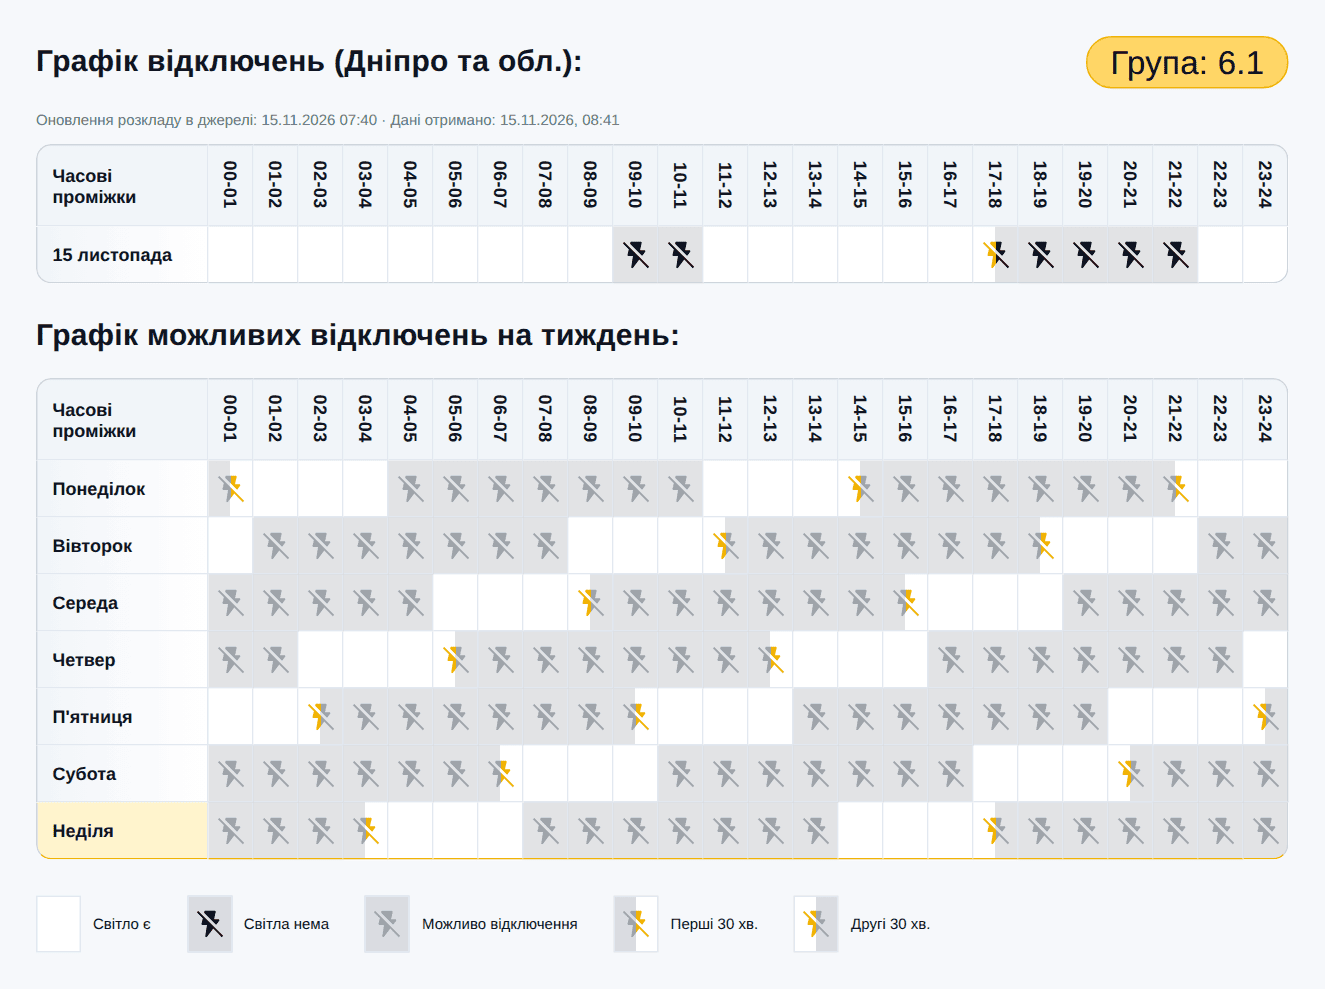 Графік відключень (Дніпро та обл.):
Група: 6.1
Оновлення розкладу в джерелі: 15.11.2026 07:40 · Дані отримано: 15.11.2026, 08:41
Часові
проміжки
00-01 01-02 02-03 03-04 04-05 05-06 06-07 07-08 08-09 09-10 10-11 11-12 12-13 13-14 14-15 15-16 16-17 17-18 18-19 19-20 20-21 21-22 22-23 23-24
15 листопада
Графік можливих відключень на тиждень:
Часові
проміжки
00-01 01-02 02-03 03-04 04-05 05-06 06-07 07-08 08-09 09-10 10-11 11-12 12-13 13-14 14-15 15-16 16-17 17-18 18-19 19-20 20-21 21-22 22-23 23-24
Понеділок
Вівторок
Середа
Четвер
П'ятниця
Субота
Неділя
Світло є
Світла нема
Можливо відключення
Перші 30 хв.
Другі 30 хв.